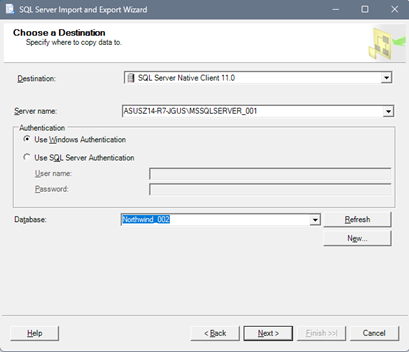 SQL Server Import and Export Wizard
Choose a Destination
Specify where to copy data to.
Destination: SQL Server Native Client 11.0
Server name: ASUSZ14-R7-JGUS\MSSQLSERVER_001
Authentication
Use Windows Authentication
Use SQL Server Authentication
User name:
Password:
Database: Northwind_002 Refresh
New...
Help < Back Next > Finish >>| Cancel